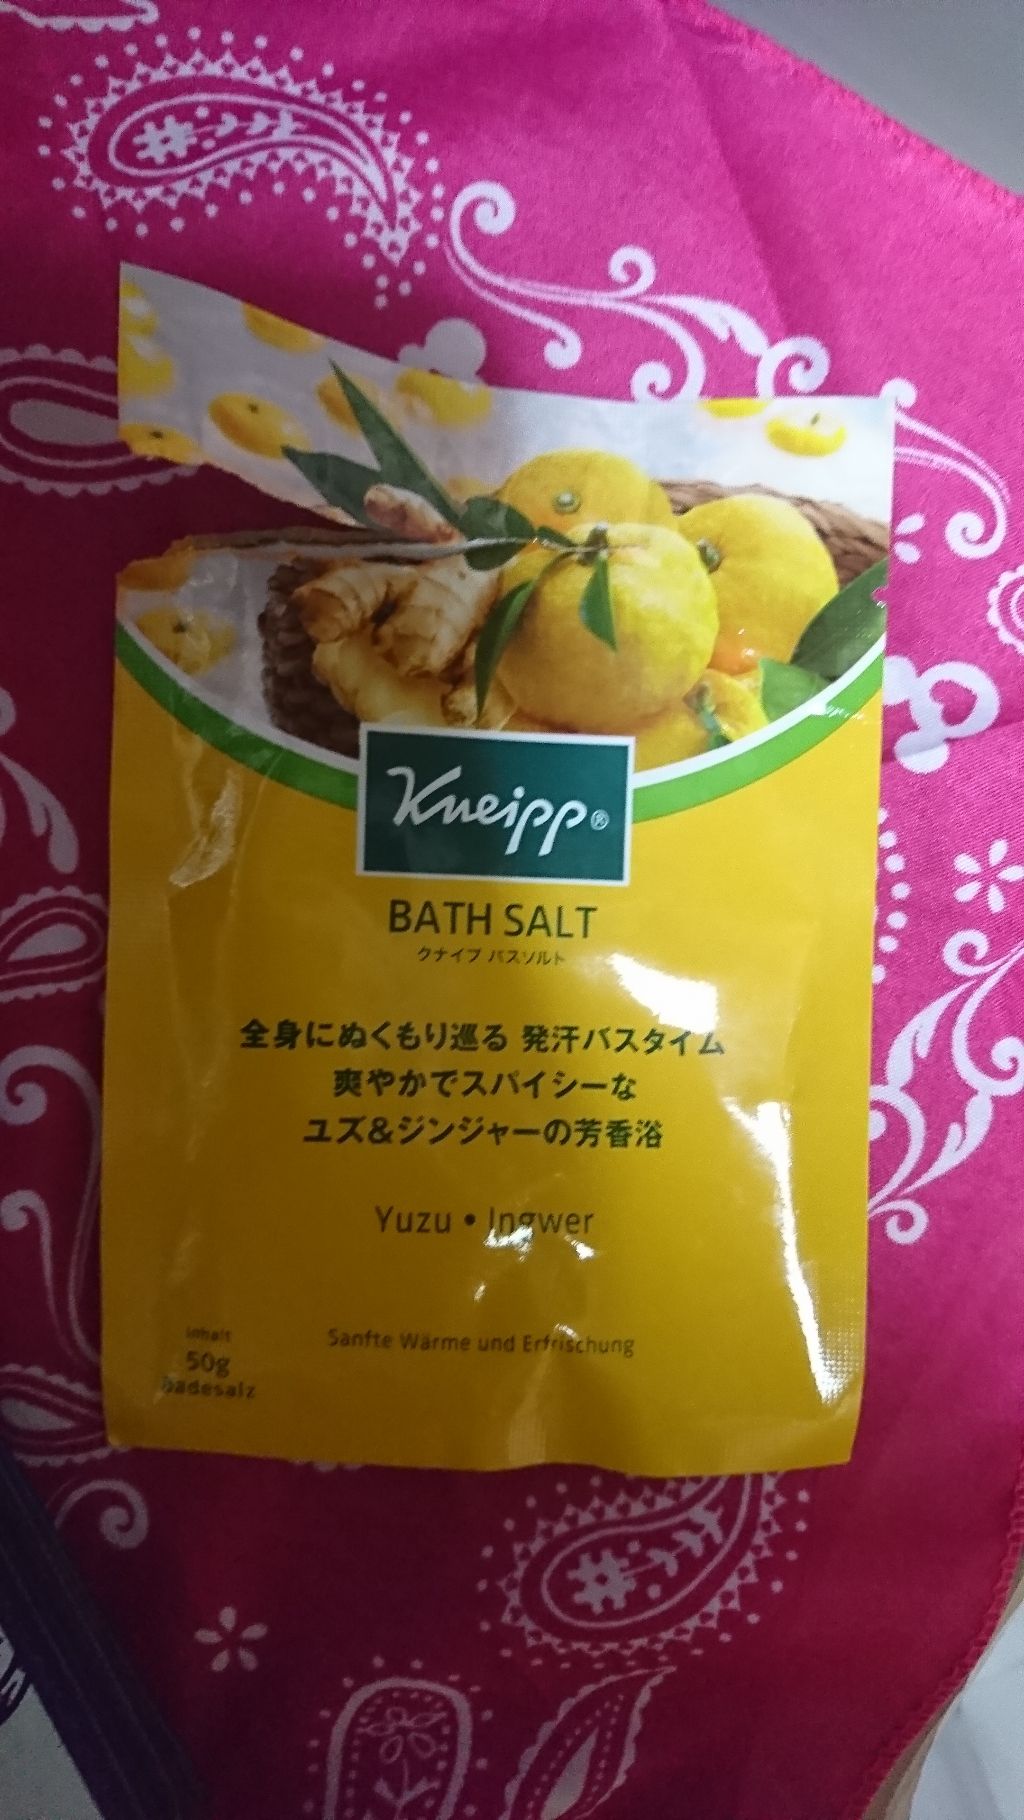 Kneipp®
BATH SALT
クナイプ バスソルト
全身にぬくもり巡る 発汗バスタイム
爽やかでスパイシーな
ユズ&ジンジャーの芳香浴
Yuzu • Ingwer
Sanfte Wärme und Erfrischung
Inhalt
50g
Badesalz